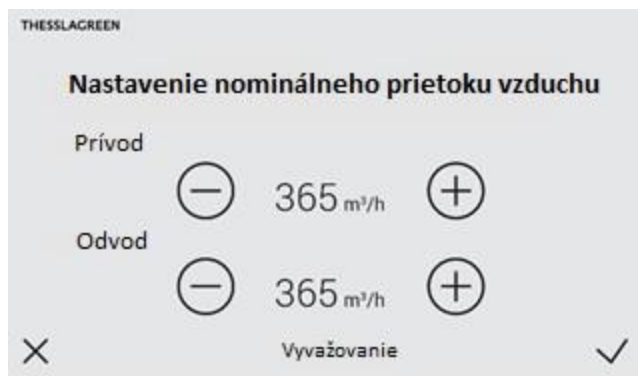 THESSLAGREEN
Nastavenie nominálneho prietoku vzduchu
Prívod
365 m³/h
Odvod
365 m³/h
Vyvažovanie